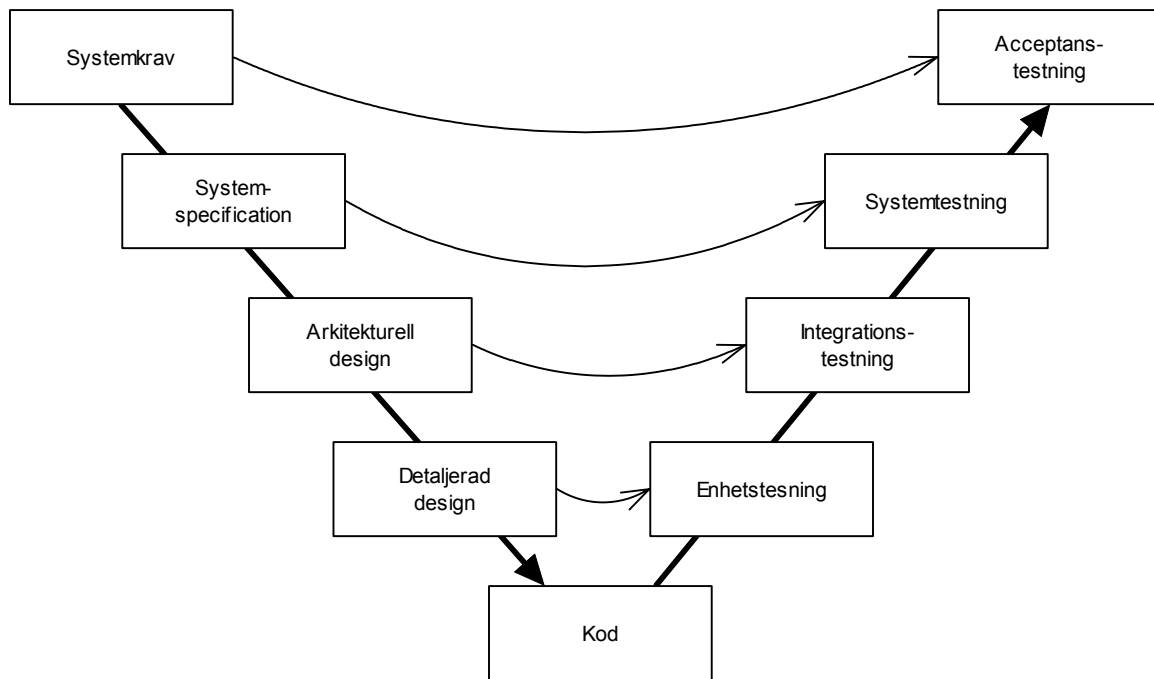 Systemkrav
Acceptans-
testning
System-
specification
Systemtestning
Arkitekturell
design
Integrations-
testning
Detaljerad
design
Enhetstesning
Kod